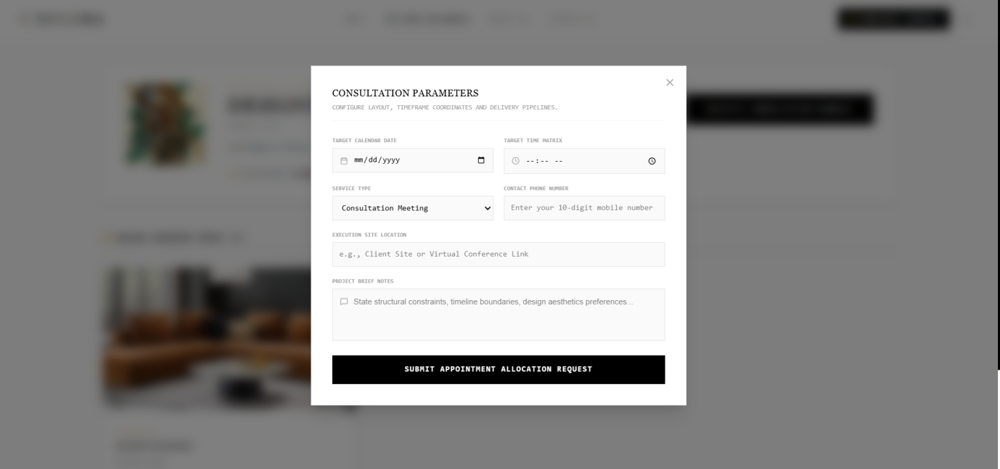 CONSULTATION PARAMETERS
CONFIGURE LAYOUT, TIMEFRAME COORDINATES AND DELIVERY PIPELINES.
TARGET CALENDAR DATE
TARGET TIME MATRIX
mm/dd/yyyy
--:-- --
SERVICE TYPE
CONTACT PHONE NUMBER
Consultation Meeting
Enter your 10-digit mobile number
EXECUTION SITE LOCATION
e.g., Client Site or Virtual Conference Link
PROJECT BRIEF NOTES
State structural constraints, timeline boundaries, design aesthetics preferences...
SUBMIT APPOINTMENT ALLOCATION REQUEST